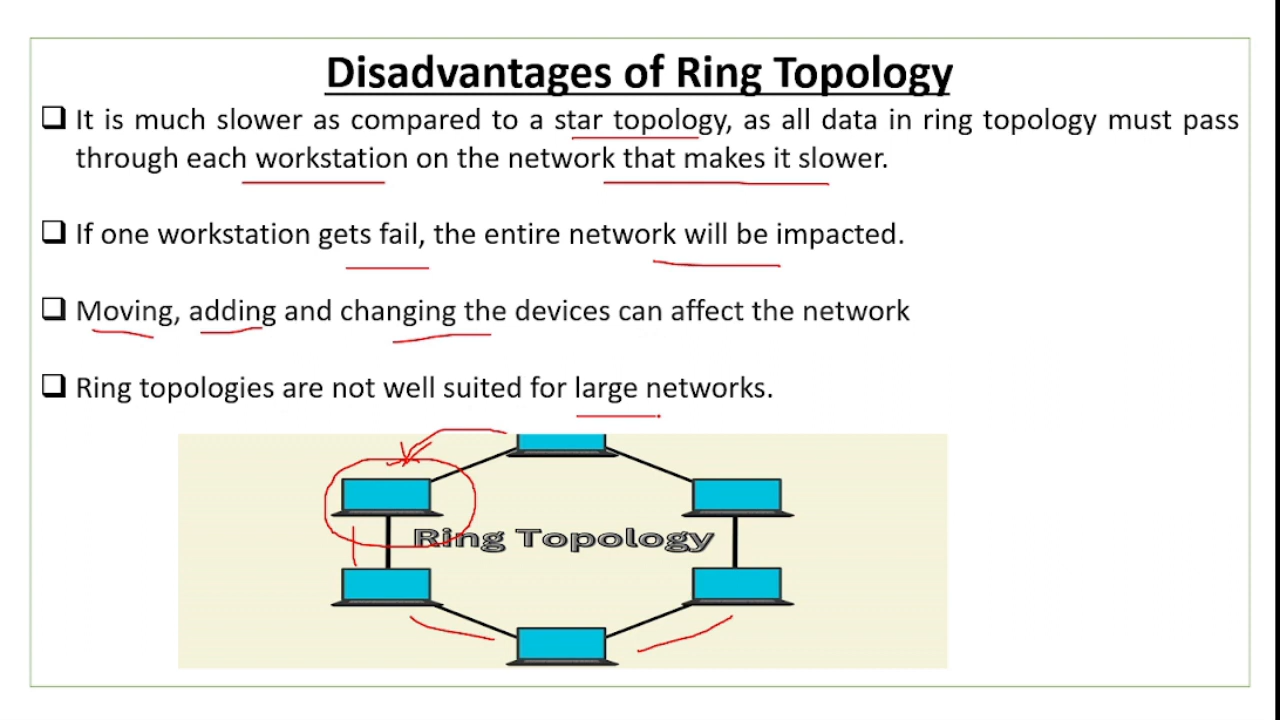 Disadvantages of Ring Topology
❑ It is much slower as compared to a star topology, as all data in ring topology must pass
through each workstation on the network that makes it slower.
❑ If one workstation gets fail, the entire network will be impacted.
❑ Moving, adding and changing the devices can affect the network
❑ Ring topologies are not well suited for large networks.
Ring Topology